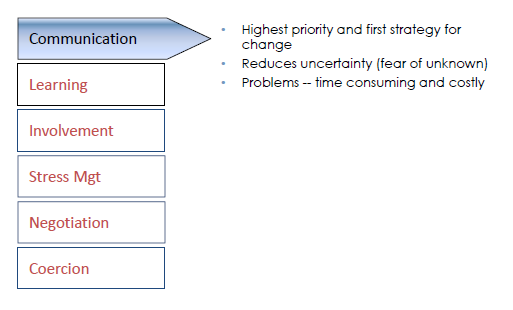 Communication
• Highest priority and first strategy for
change
• Reduces uncertainty (fear of unknown)
• Problems -- time consuming and costly
Learning
Involvement
Stress Mgt
Negotiation
Coercion